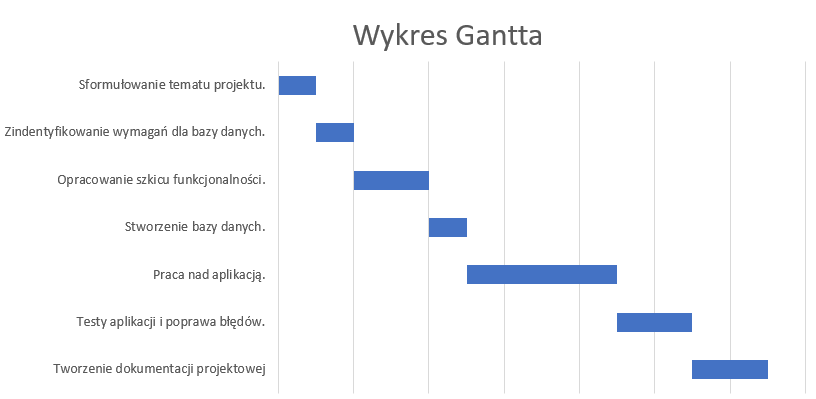 Wykres Gantta
Sformułowanie tematu projektu.
Zindentyfikowanie wymagań dla bazy danych.
Opracowanie szkicu funkcjonalności.
Stworzenie bazy danych.
Praca nad aplikacją.
Testy aplikacji i poprawa błędów.
Tworzenie dokumentacji projektowej